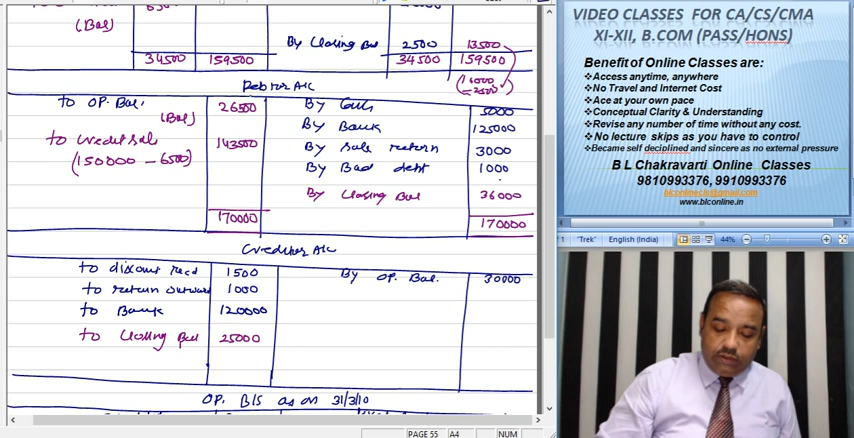 (Bal)
By Closing Bal 2500 13500
34500 159500 34500 159500
(16000
-2500)
Debtor A/c
To OP. Bal. 26500 By Cash 5000
(Bal) By Bank 125000
To Credit Sale 143500 By Sale return 3000
(150000 - 6500) By Bad debt 1000
By Closing Bal 36000
170000 170000
Creditor A/c
To discount Recd 1500 By OP. Bal. 30000
To return outward 1000
To Bank 120000
To Closing Bal 25000
OP. B/S as on 31/3/10
PAGE 55 A4 NUM
VIDEO CLASSES FOR CA/CS/CMA
XI-XII, B.COM (PASS/HONS)
Benefit of Online Classes are:
❖Access anytime, anywhere
❖No Travel and Internet Cost
❖Ace at your own pace
❖Conceptual Clarity & Understanding
❖Revise any number of time without any cost.
❖No lecture skips as you have to control
❖Became self deciplined and sincere as no external pressure
B L Chakravarti Online Classes
9810993376, 9910993376
blconlinecls@gmail.com
www.blconline.in
"Trek" English (India) 44%